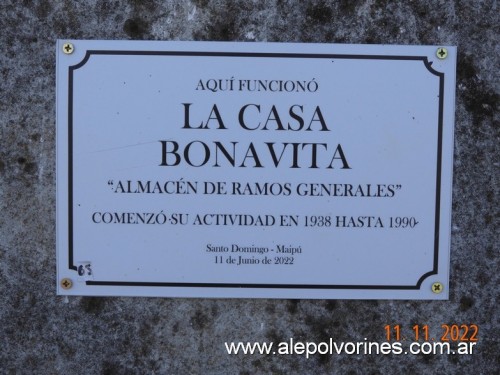 AQUÍ FUNCIONÓ
LA CASA
BONAVITA
“ALMACÉN DE RAMOS GENERALES”
COMENZÓ SU ACTIVIDAD EN 1938 HASTA 1990
Santo Domingo - Maipú
11 de Junio de 2022
11 11 2022
www.alepolvorines.com.ar